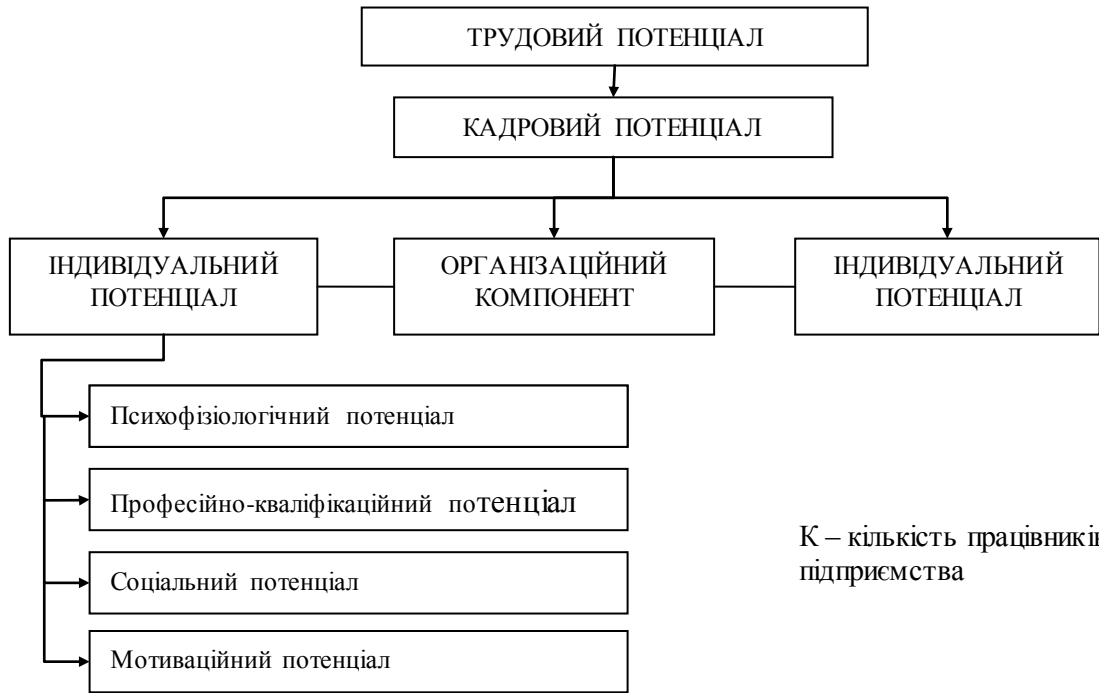 ТРУДОВИЙ ПОТЕНЦІАЛ
КАДРОВИЙ ПОТЕНЦІАЛ
ІНДИВІДУАЛЬНИЙ
ПОТЕНЦІАЛ
ОРГАНІЗАЦІЙНИЙ
КОМПОНЕНТ
ІНДИВІДУАЛЬНИЙ
ПОТЕНЦІАЛ
Психофізіологічний потенціал
Професійно-кваліфікаційний потенціал
Соціальний потенціал
Мотиваційний потенціал
К – кількість працівників
підприємства